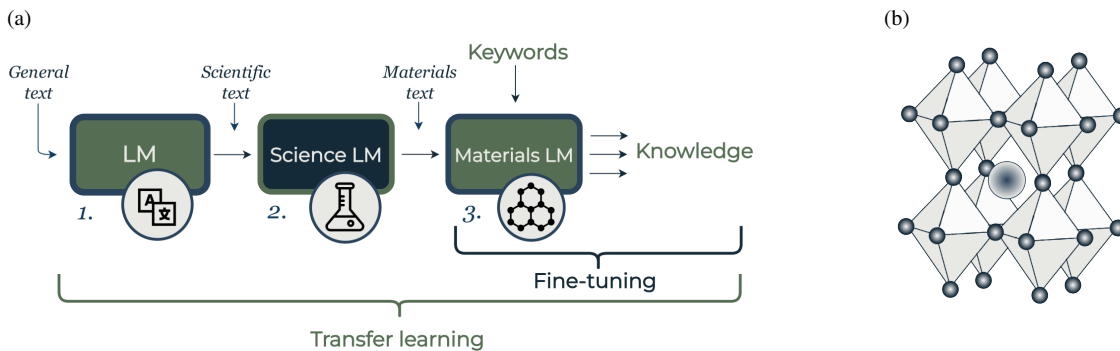 (a)
(b)
Keywords
General
text
Scientific
text
Materials
text
LM
Science LM
Materials LM
Knowledge
A
文
1.
2.
3.
Fine-tuning
Transfer learning